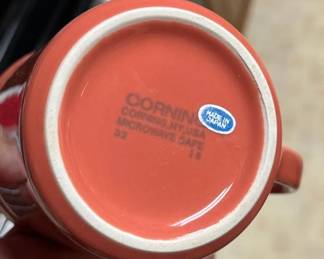 CORNING
CORNING, NY, USA
MICROWAVE SAFE
32 18
MADE IN
JAPAN